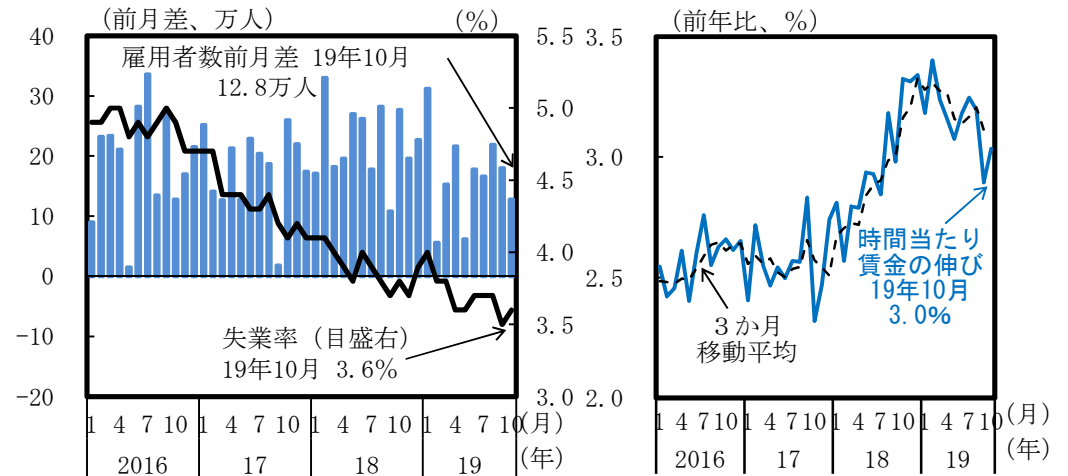 (前月差、万人)
(%)
40
30
20
10
0
-10
-20
5.5
5.0
4.5
4.0
3.5
3.0
雇用者数前月差 19年10月
12.8万人
失業率(目盛右)
19年10月 3.6%
1 4 7 10 1 4 7 10 1 4 7 10 1 4 7 10(月)
2016 17 18 19 (年)
(前年比、%)
3.5
3.0
2.5
2.0
時間当たり
賃金の伸び
19年10月
3.0%
3か月
移動平均
1 4 7 10 1 4 7 10 1 4 7 10 1 4 7 10(月)
2016 17 18 19 (年)